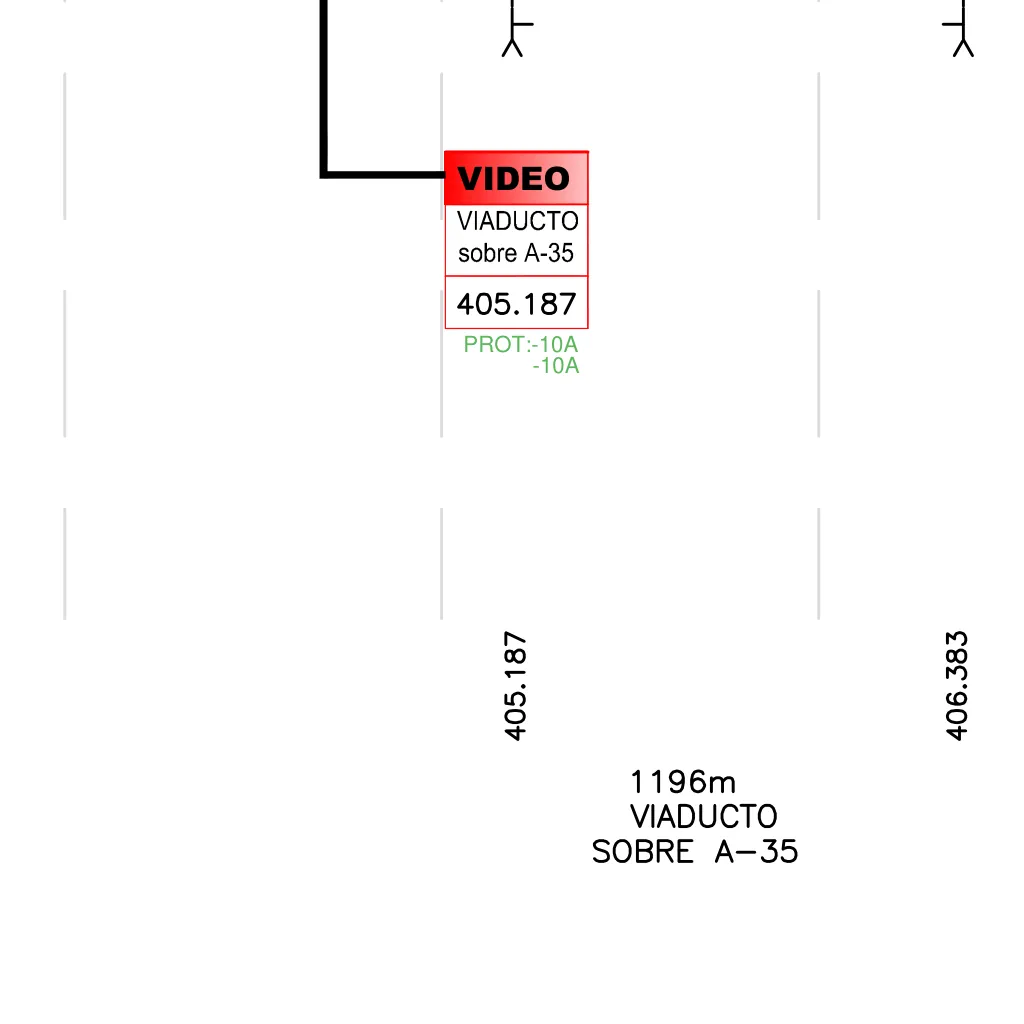 VIDEO
VIADUCTO
sobre A-35
405.187
PROT:-10A
-10A
405.187
406.383
1196m
VIADUCTO
SOBRE A-35